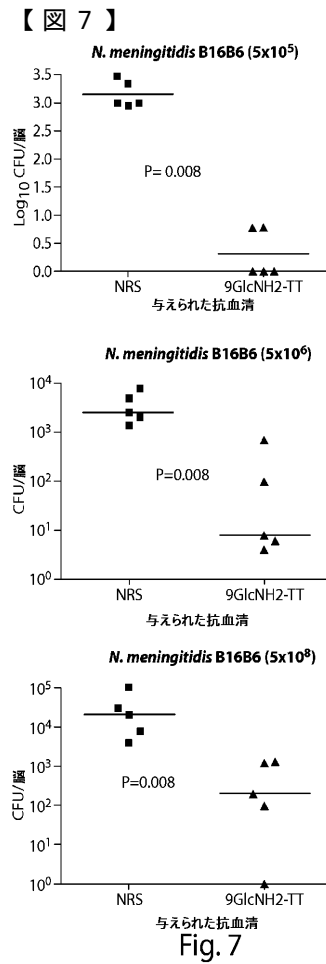 【 図 7 】
N. meningitidis B16B6 (5x10⁵)
3.5
3.0
2.5
2.0
1.5
1.0
0.5
0.0
Log₁₀ CFU/脳
P= 0.008
NRS
9GlcNH2-TT
与えられた抗血清
N. meningitidis B16B6 (5x10⁶)
10⁴
10³
10²
10¹
10⁰
CFU/脳
P=0.008
NRS
9GlcNH2-TT
与えられた抗血清
N. meningitidis B16B6 (5x10⁸)
10⁵
10⁴
10³
10²
10¹
10⁰
CFU/脳
P=0.008
NRS
9GlcNH2-TT
与えられた抗血清
Fig. 7